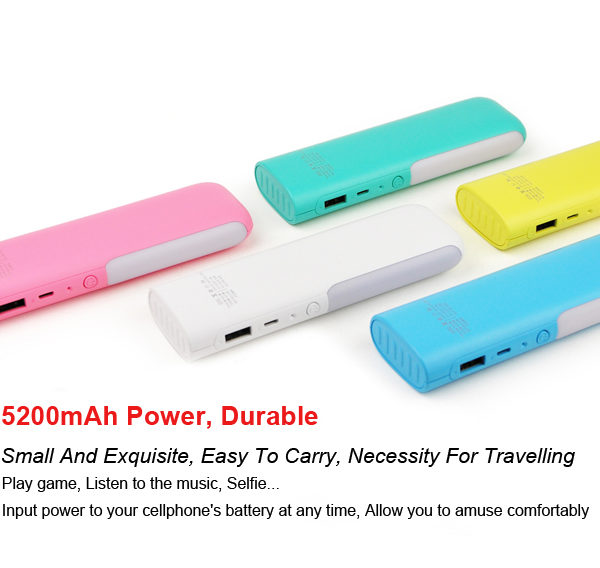 5200mAh Power, Durable
Small And Exquisite, Easy To Carry, Necessity For Travelling
Play game, Listen to the music, Selfie...
Input power to your cellphone's battery at any time, Allow you to amuse comfortably